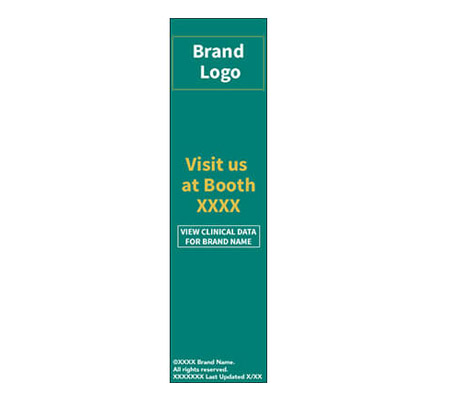 Brand
Logo
Visit us
at Booth
XXXX
VIEW CLINICAL DATA
FOR BRAND NAME
©XXXX Brand Name.
All rights reserved.
XXXXXXX Last Updated X/XX